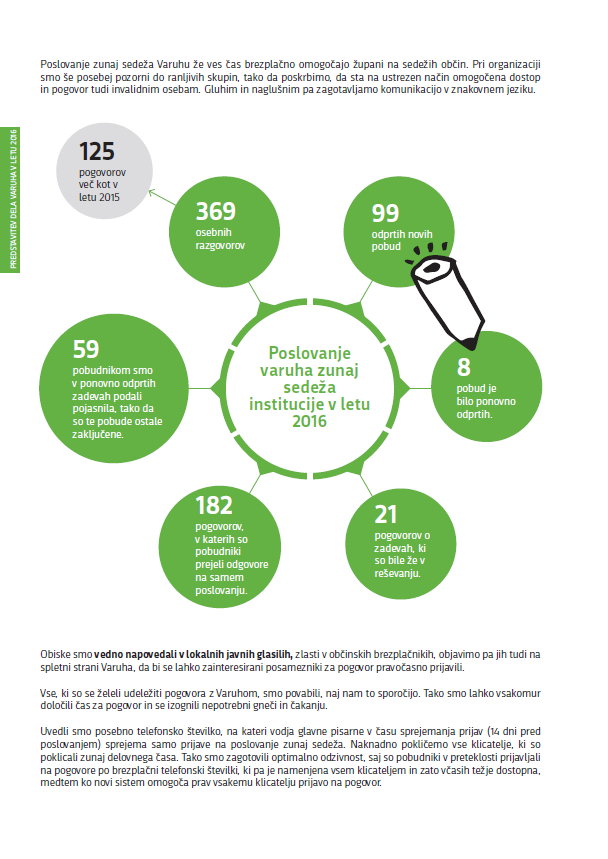 Poslovanje zunaj sedeža Varuhu že ves čas brezplačno omogočajo župani na sedežih občin. Pri organizaciji
smo še posebej pozorni do ranljivih skupin, tako da poskrbimo, da sta na ustrezen način omogočena dostop
in pogovor tudi invalidnim osebam. Gluhim in naglušnim pa zagotavljamo komunikacijo v znakovnem jeziku.
PREDSTAVITEV DELA VARUHA V LETU 2016
125
pogovorov
več kot v
letu 2015
369
osebnih
razgovorov
99
odprtih novih
pobud
59
pobudnikom smo
v ponovno odprtih
zadevah podali
pojasnila, tako da
so te pobude ostale
zaključene.
Poslovanje
varuha zunaj
sedeža
institucije v letu
2016
8
pobud je
bilo ponovno
odprtih.
182
pogovorov,
v katerih so
pobudniki
prejeli odgovore
na samem
poslovanju.
21
pogovorov o
zadevah, ki
so bile že v
reševanju.
Obiske smo vedno napovedali v lokalnih javnih glasilih, zlasti v občinskih brezplačnikih, objavimo pa jih tudi na
spletni strani Varuha, da bi se lahko zainteresirani posamezniki za pogovor pravočasno prijavili.
Vse, ki so se želeli udeležiti pogovora z Varuhom, smo povabili, naj nam to sporočijo. Tako smo lahko vsakomur
določili čas za pogovor in se izognili nepotrebni gneči in čakanju.
Uvedli smo posebno telefonsko številko, na kateri vodja glavne pisarne v času sprejemanja prijav (14 dni pred
poslovanjem) sprejema samo prijave na poslovanje zunaj sedeža. Naknadno pokličemo vse klicatelje, ki so
poklicali zunaj delovnega časa. Tako smo zagotovili optimalno odzivnost, saj so pobudniki v preteklosti prijavljali
na pogovore po brezplačni telefonski številki, ki pa je namenjena vsem klicateljem in zato včasih težje dostopna,
medtem ko novi sistem omogoča prav vsakemu klicatelju prijavo na pogovor.